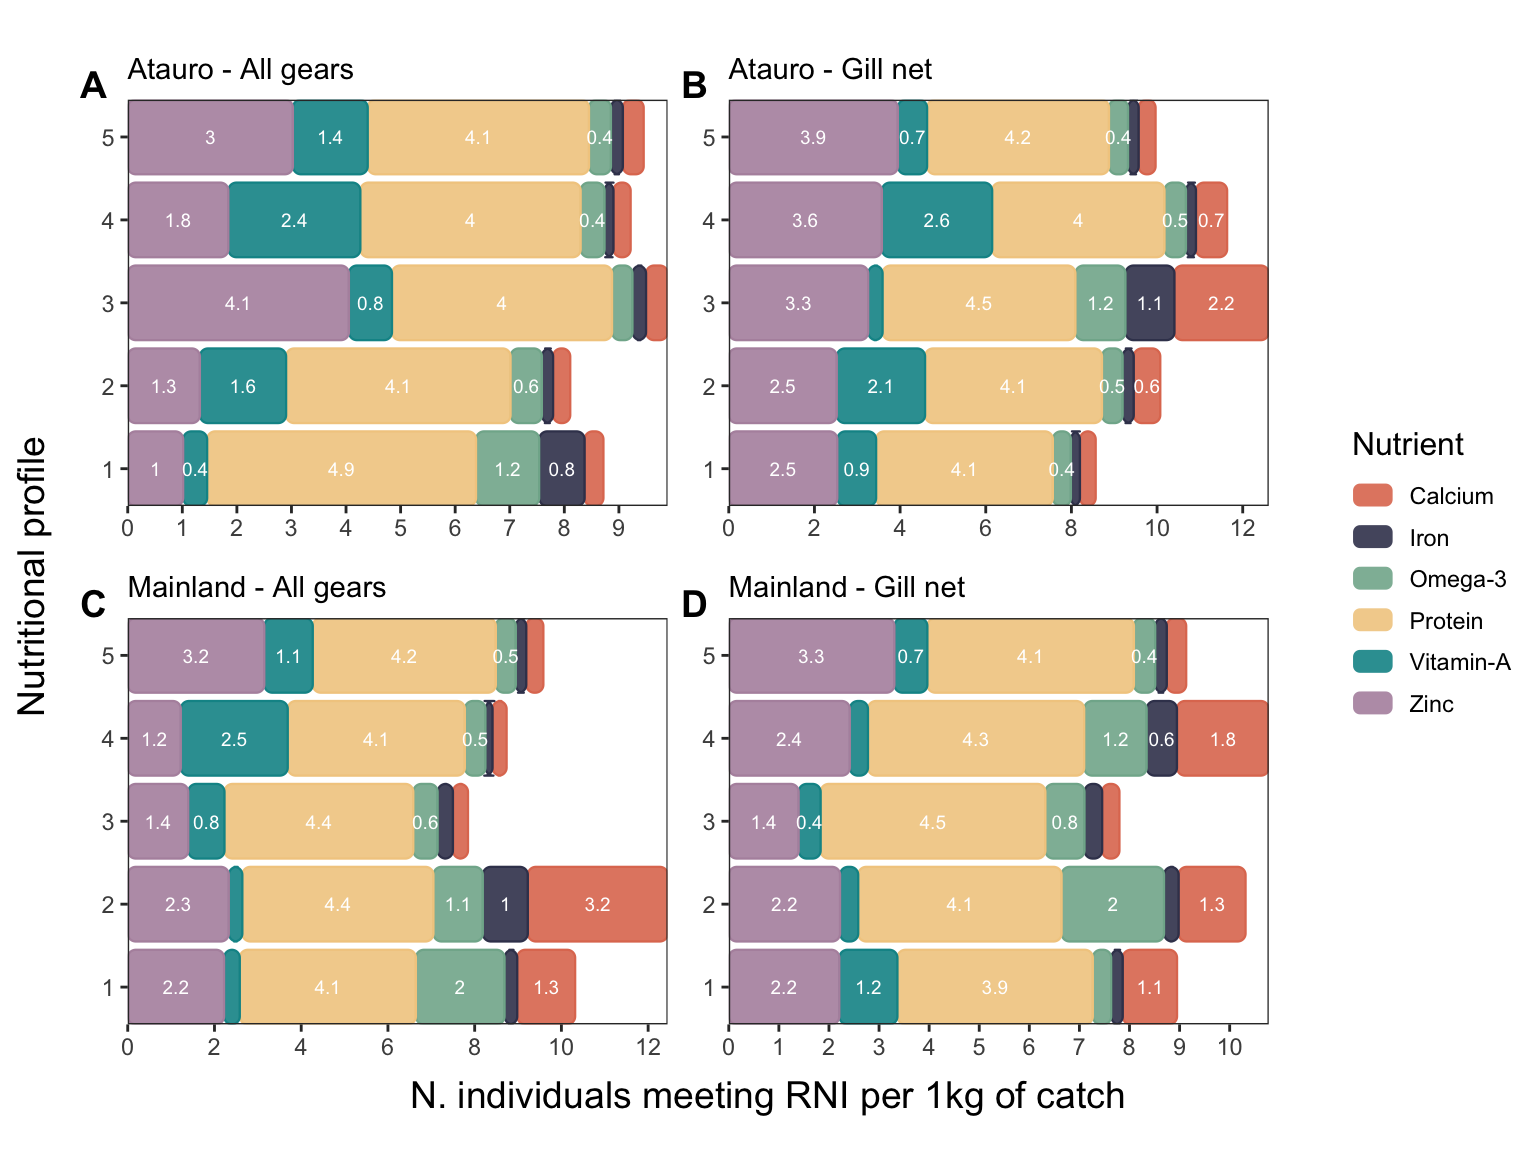 A Atauro - All gears
5 3 1.4 4.1 0.4
4 1.8 2.4 4 0.4
3 4.1 0.8 4
2 1.3 1.6 4.1 0.6
1 1 0.4 4.9 1.2 0.8
0 1 2 3 4 5 6 7 8 9
B Atauro - Gill net
3.9 0.7 4.2 0.4
5
4 3.6 2.6 4 0.5 0.7
3 3.3 4.5 1.2 1.1 2.2
2 2.5 2.1 4.1 0.5 0.6
1 2.5 0.9 4.1 0.4
0 2 4 6 8 10 12
C Mainland - All gears
5 3.2 1.1 4.2 0.5
4 1.2 2.5 4.1 0.5
3 1.4 0.8 4.4 0.6
2 2.3 4.4 1.1 1 3.2
1 2.2 4.1 2 1.3
0 2 4 6 8 10 12
D Mainland - Gill net
5 3.3 0.7 4.1 0.4
4 2.4 4.3 1.2 0.6 1.8
3 1.4 0.4 4.5 0.8
2 2.2 4.1 2 1.3
1 2.2 1.2 3.9 1.1
0 1 2 3 4 5 6 7 8 9 10
Nutritional profile
N. individuals meeting RNI per 1kg of catch
Nutrient
Calcium
Iron
Omega-3
Protein
Vitamin-A
Zinc